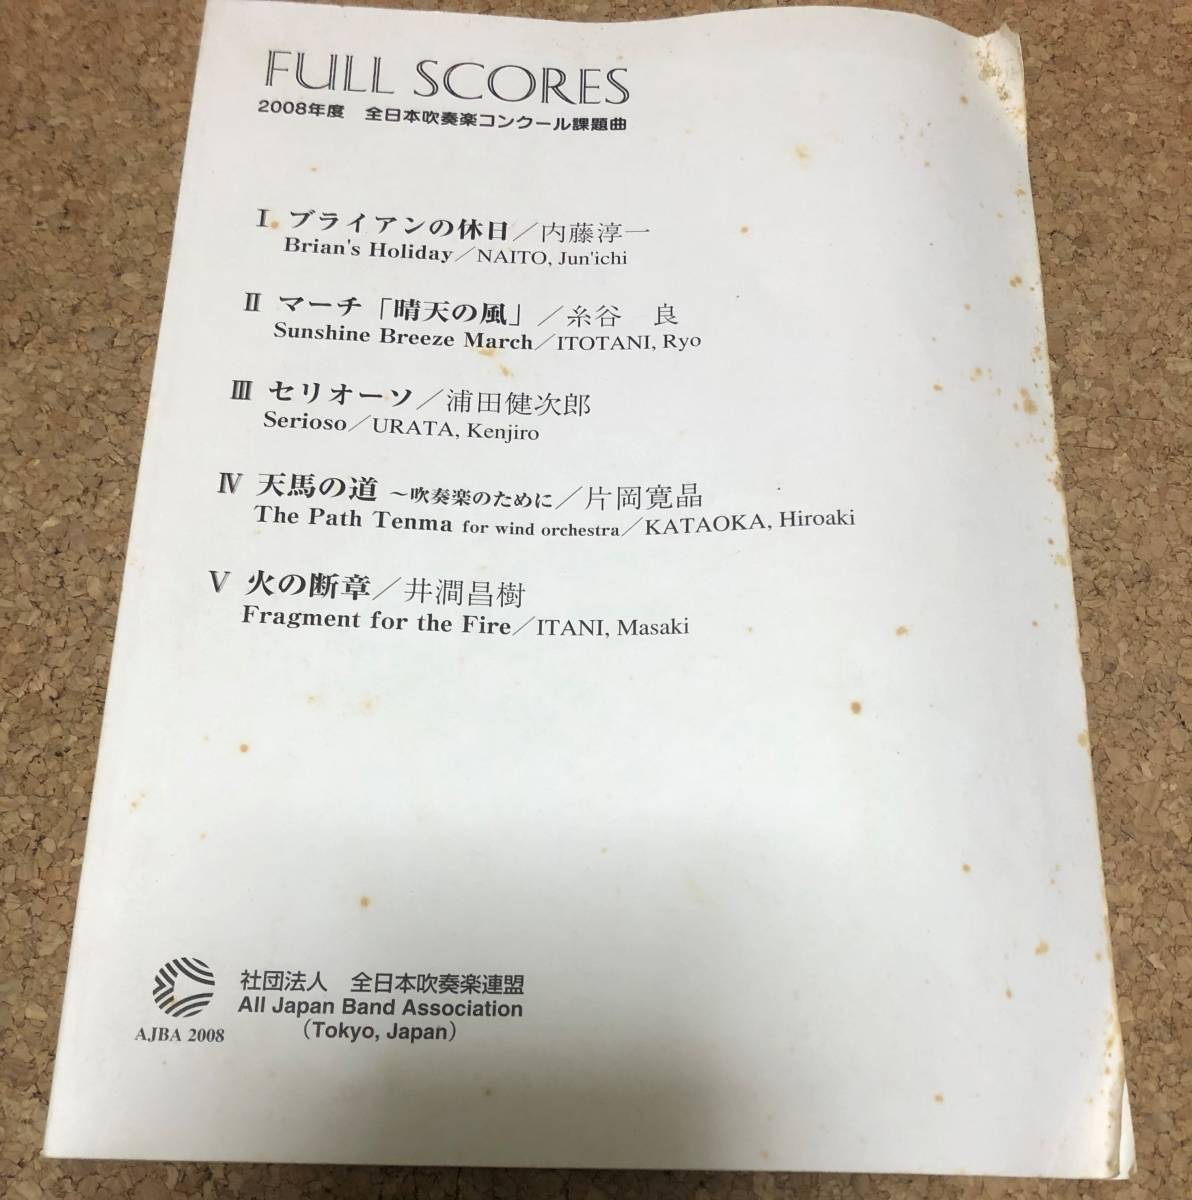 FULL SCORES
2008年度　全日本吹奏楽コンクール課題曲
Ⅰ ブライアンの休日／内藤淳一
Brian's Holiday／NAITO, Jun'ichi
Ⅱ マーチ「晴天の風」／糸谷　良
Sunshine Breeze March／ITOTANI, Ryo
Ⅲ セリオーソ／浦田健次郎
Serioso／URATA, Kenjiro
Ⅳ 天馬の道 ～吹奏楽のために／片岡寛晶
The Path Tenma for wind orchestra／KATAOKA, Hiroaki
Ⅴ 火の断章／井澗昌樹
Fragment for the Fire／ITANI, Masaki
社団法人　全日本吹奏楽連盟
All Japan Band Association
（Tokyo, Japan）
AJBA 2008